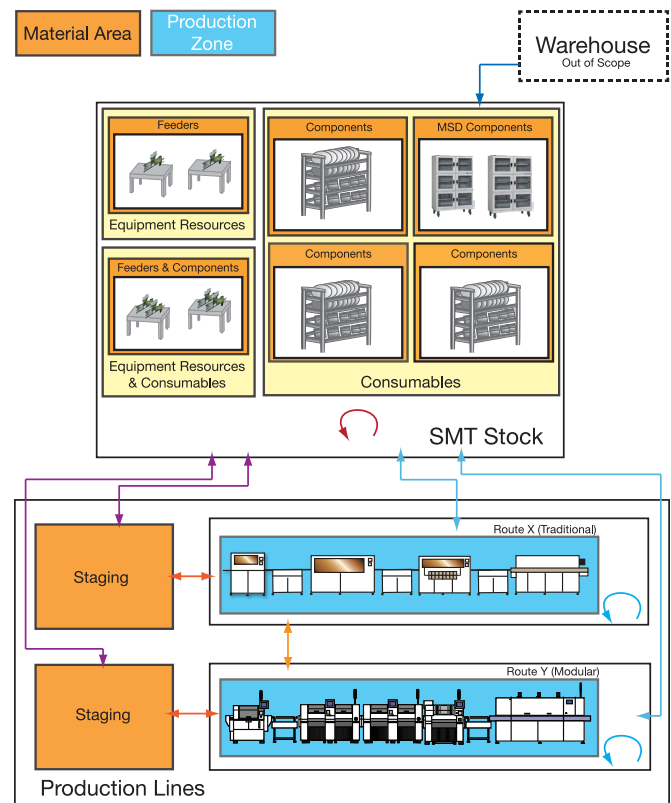 Material Area
Production
Zone
Warehouse
Out of Scope
Feeders
Equipment Resources
Components
MSD Components
Feeders & Components
Equipment Resources
& Consumables
Components
Components
Consumables
SMT Stock
Staging
Route X (Traditional)
Staging
Route Y (Modular)
Production Lines